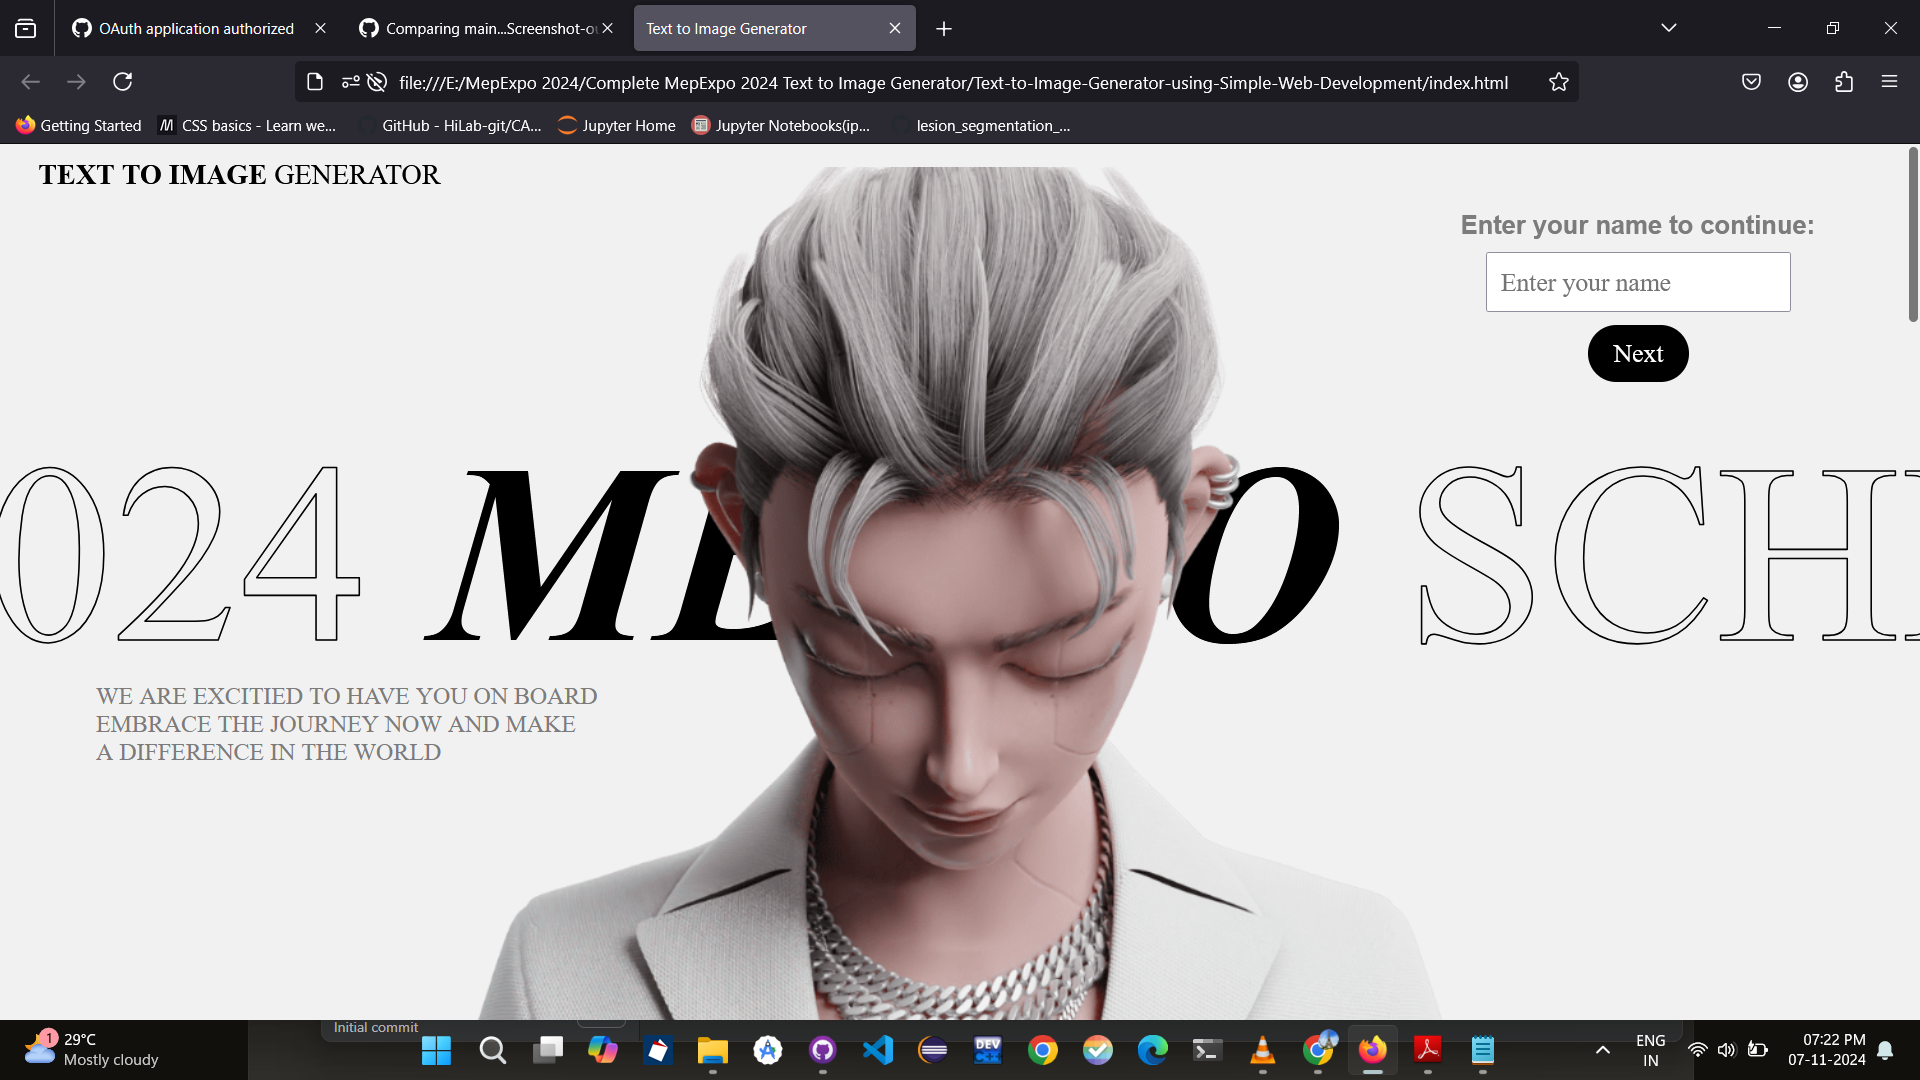 OAuth application authorized
Comparing main...Screenshot-ou
Text to Image Generator
file:///E:/MepExpo 2024/Complete MepExpo 2024 Text to Image Generator/Text-to-Image-Generator-using-Simple-Web-Development/index.html
Getting Started
M CSS basics - Learn we...
GitHub - HiLab-git/CA...
Jupyter Home
Jupyter Notebooks(ip...
lesion_segmentation_...
TEXT TO IMAGE GENERATOR
Enter your name to continue:
Enter your name
Next
024 ME O SCH
WE ARE EXCITIED TO HAVE YOU ON BOARD
EMBRACE THE JOURNEY NOW AND MAKE
A DIFFERENCE IN THE WORLD
Initial commit
1
29°C
Mostly cloudy
DEV
ENG
IN
07:22 PM
07-11-2024